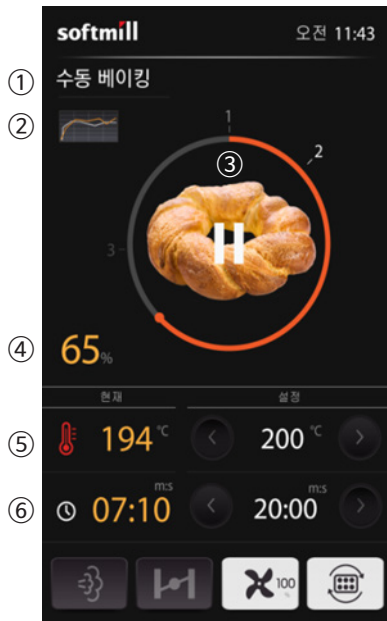 softmill 오전 11:43
① 수동 베이킹
②
1
③ 2
3
④ 65%
현재 설정
⑤ 194 ℃ 200 ℃
m:s m:s
⑥ 07:10 20:00
100
%